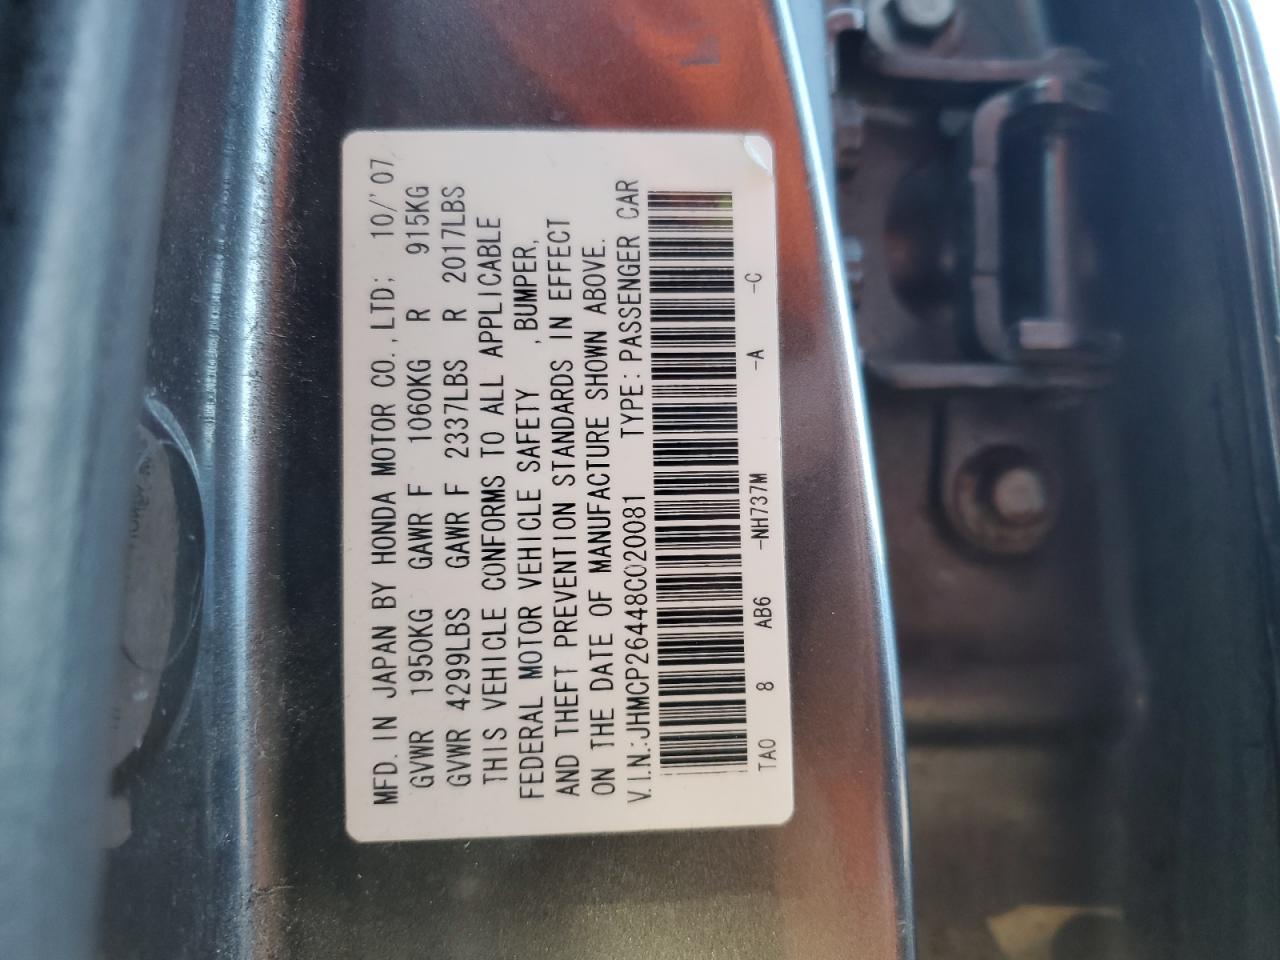 MFD. IN JAPAN BY HONDA MOTOR CO.,LTD; 10/'07
GVWR 1950KG GAWR F 1060KG R 915KG
GVWR 4299LBS GAWR F 2337LBS R 2017LBS
THIS VEHICLE CONFORMS TO ALL APPLICABLE
FEDERAL MOTOR VEHICLE SAFETY ,BUMPER,
AND THEFT PREVENTION STANDARDS IN EFFECT
ON THE DATE OF MANUFACTURE SHOWN ABOVE.
V.I.N.:JHMCP26448C020081 TYPE:PASSENGER CAR
TA0 8 AB6 -NH737M -A -C